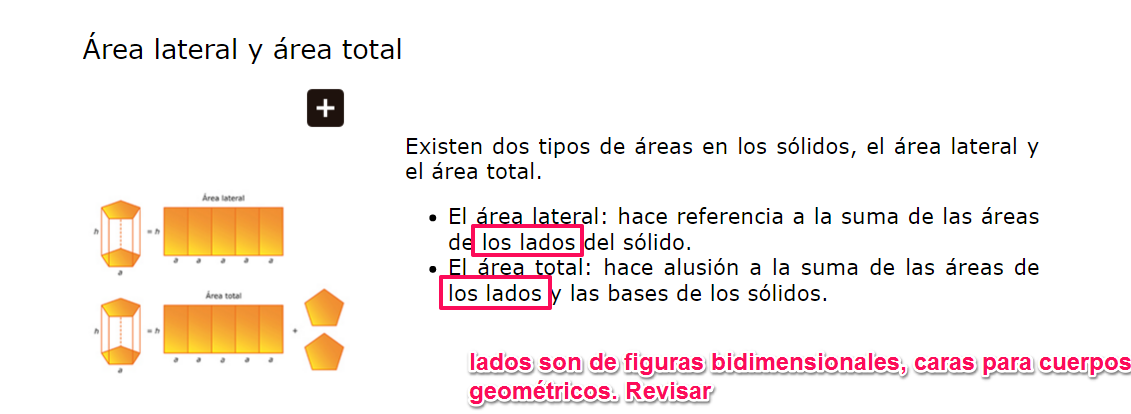 Área lateral y área total
+
Existen dos tipos de áreas en los sólidos, el área lateral y
el área total.
• El área lateral: hace referencia a la suma de las áreas
de los lados del sólido.
• El área total: hace alusión a la suma de las áreas de
los lados y las bases de los sólidos.
Área lateral
h = h
a a a a a
a
Área total
h = h +
a a a a a
a
lados son de figuras bidimensionales, caras para cuerpos
geométricos. Revisar